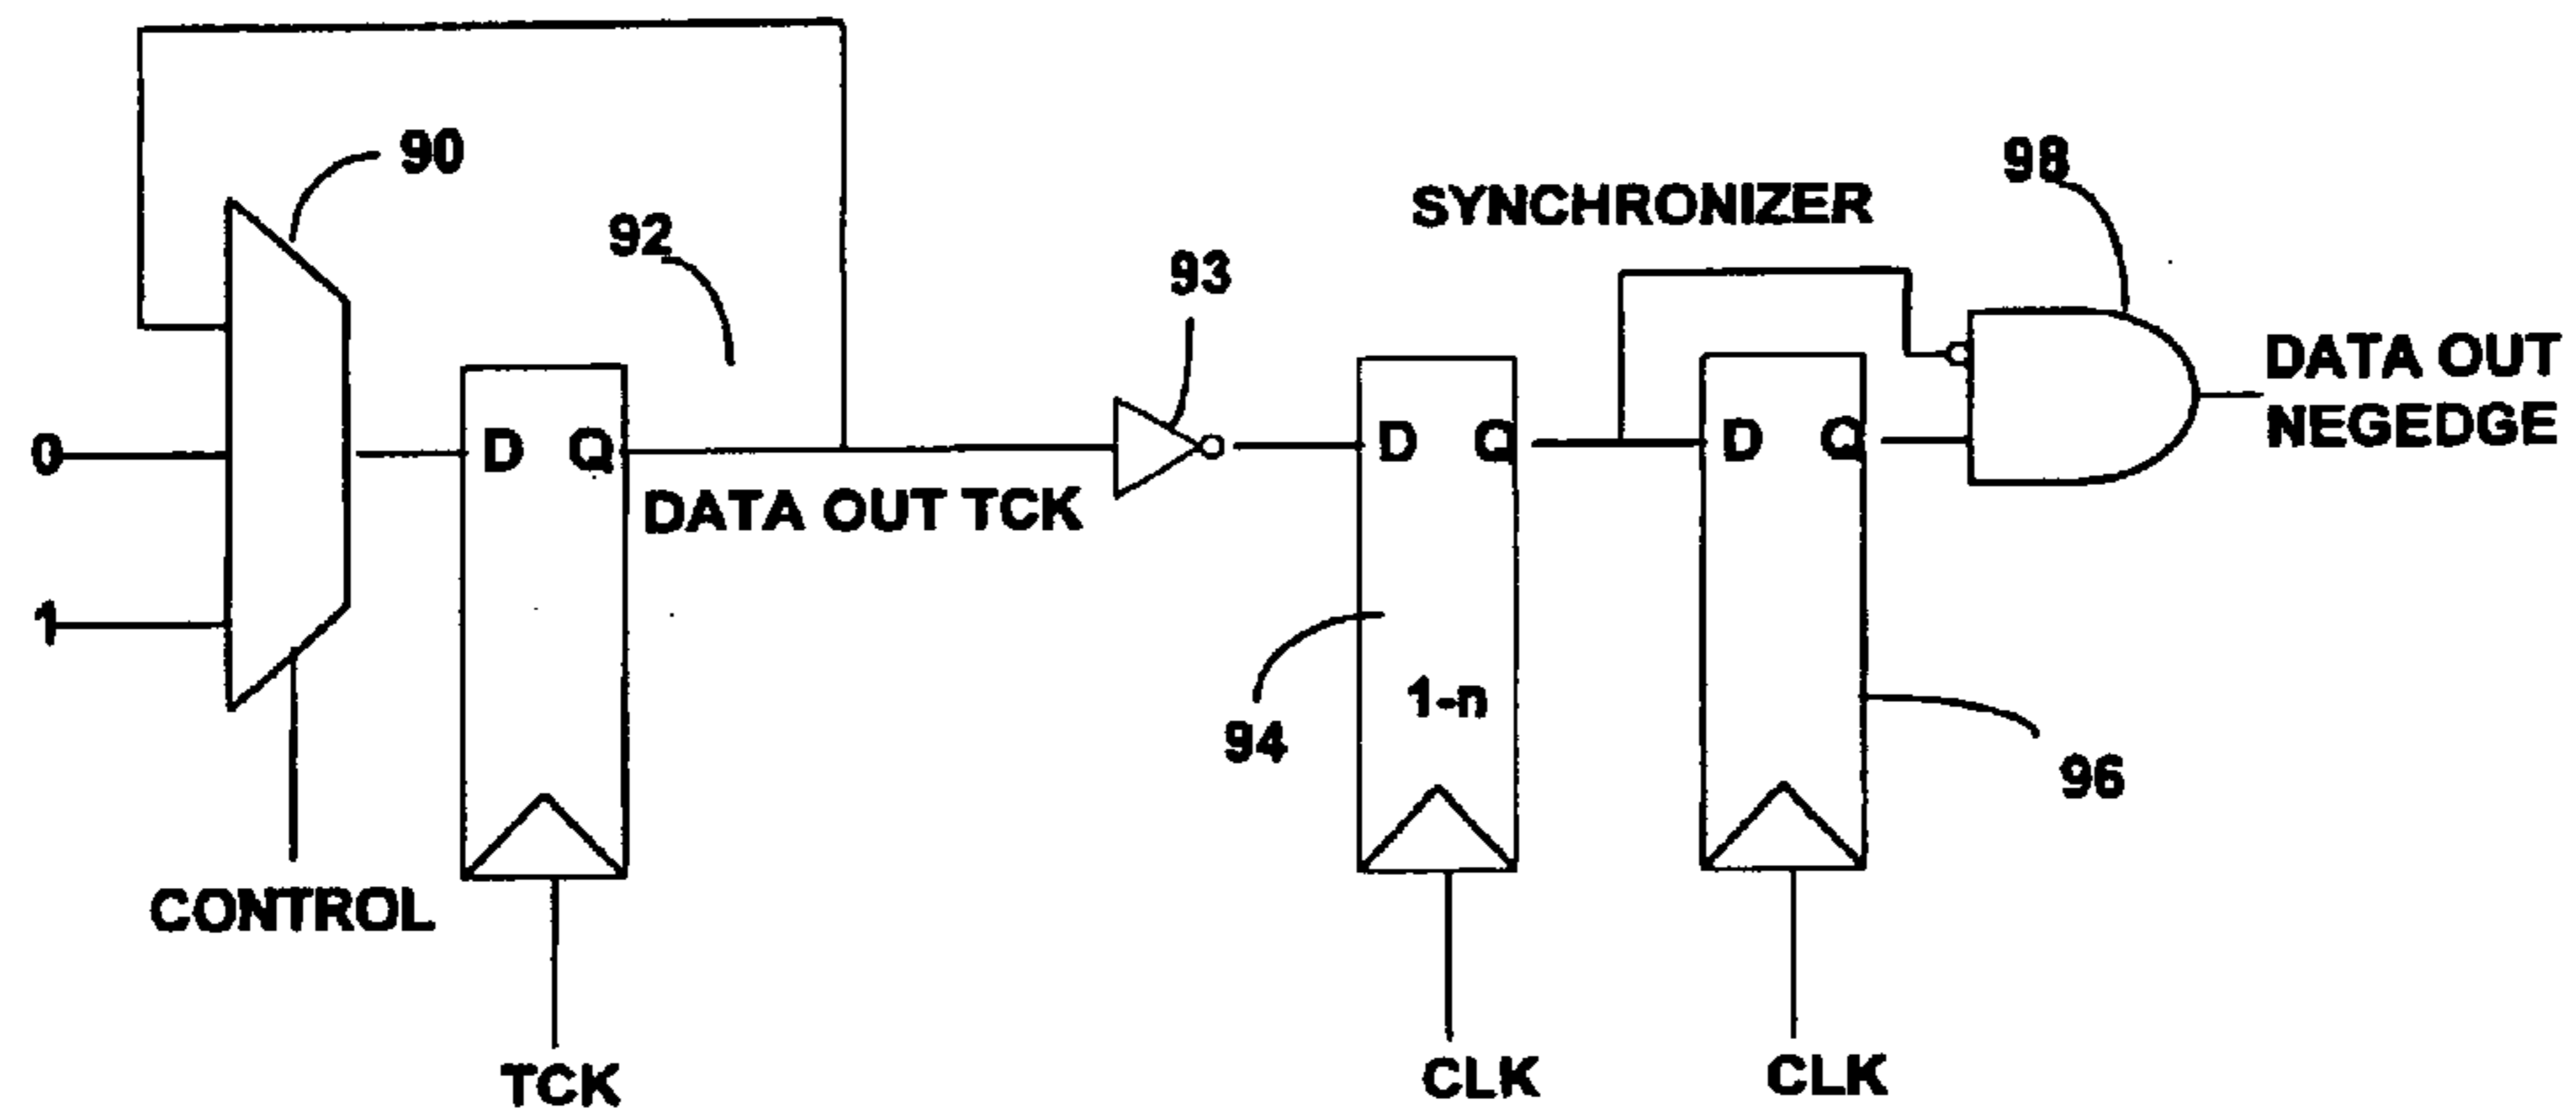 90
92
93
SYNCHRONIZER
98
DATA OUT
NEGEDGE
0
D Q
DATA OUT TCK
D Q
D Q
1
1-n
94
96
CONTROL
TCK
CLK
CLK